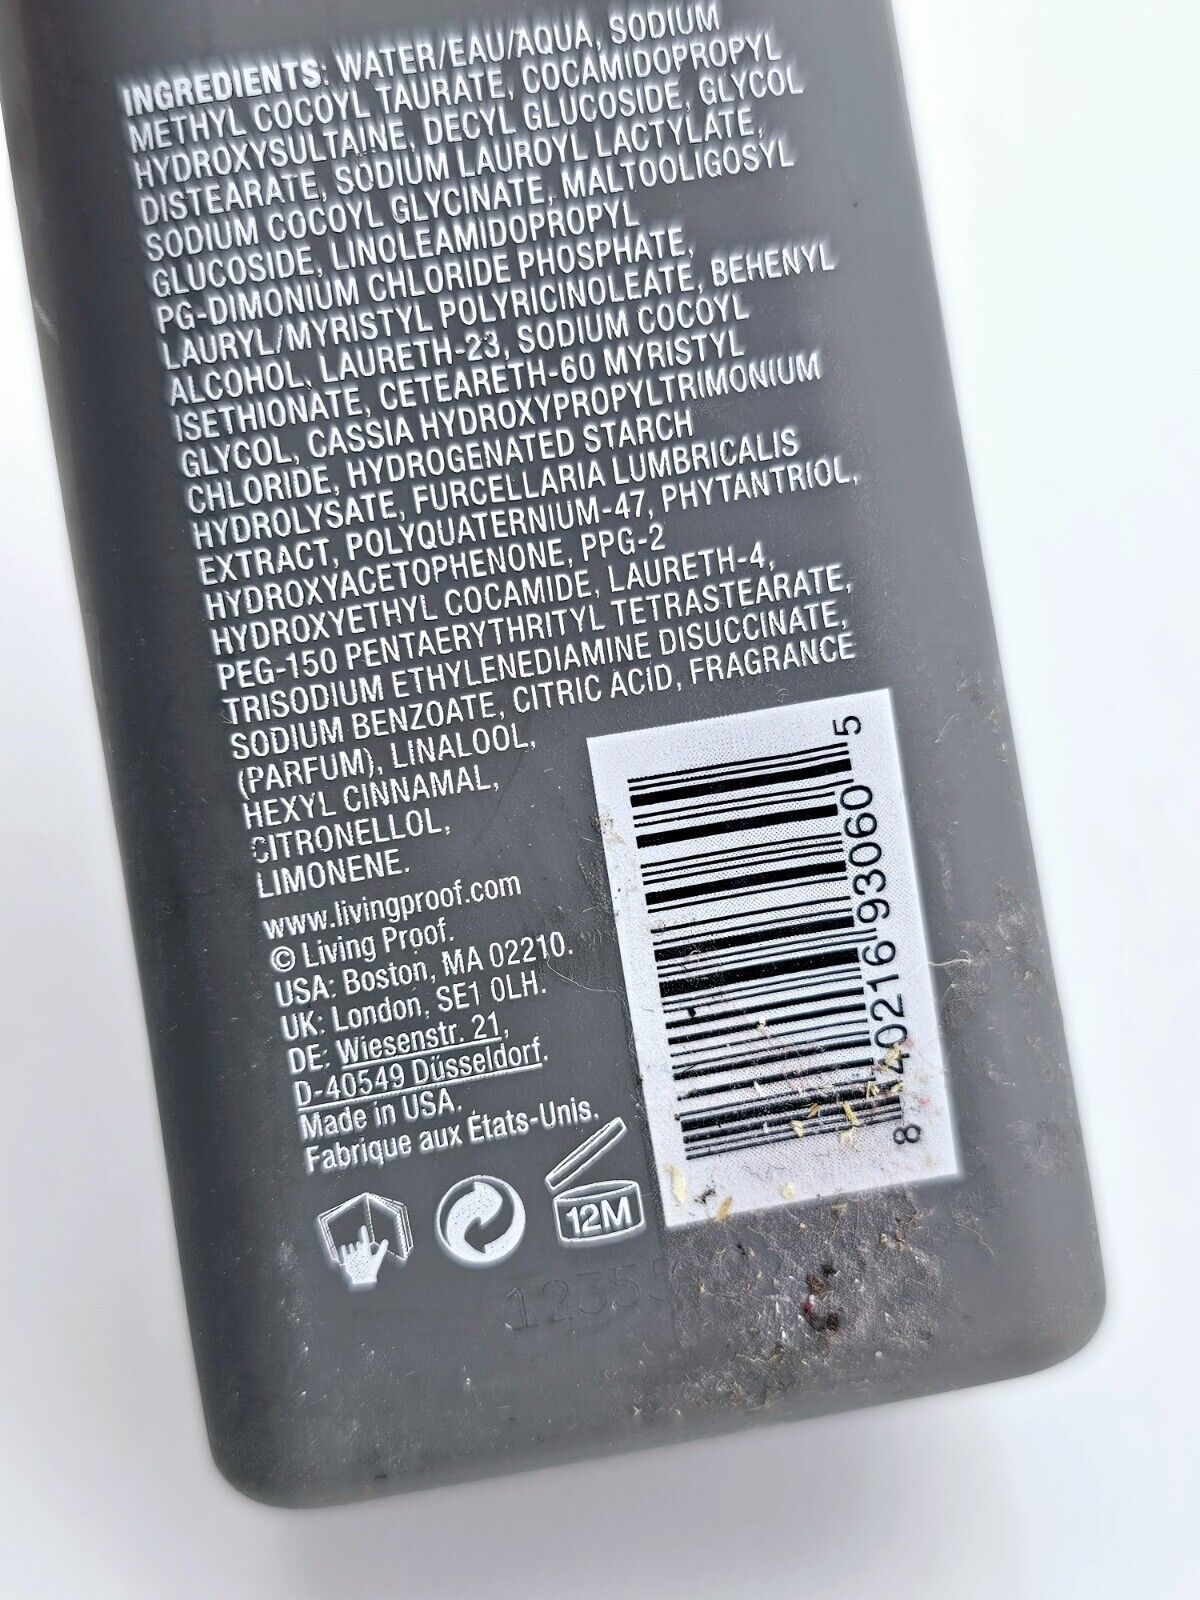 INGREDIENTS: WATER/EAU/AQUA, SODIUM
METHYL COCOYL TAURATE, COCAMIDOPROPYL
HYDROXYSULTAINE, DECYL GLUCOSIDE, GLYCOL
DISTEARATE, SODIUM LAUROYL LACTYLATE,
SODIUM COCOYL GLYCINATE, MALTOOLIGOSYL
GLUCOSIDE, LINOLEAMIDOPROPYL
PG-DIMONIUM CHLORIDE PHOSPHATE,
LAURYL/MYRISTYL POLYRICINOLEATE, BEHENYL
ALCOHOL, LAURETH-23, SODIUM COCOYL
ISETHIONATE, CETEARETH-60 MYRISTYL
GLYCOL, CASSIA HYDROXYPROPYLTRIMONIUM
CHLORIDE, HYDROGENATED STARCH
HYDROLYSATE, FURCELLARIA LUMBRICALIS
EXTRACT, POLYQUATERNIUM-47, PHYTANTRIOL,
HYDROXYACETOPHENONE, PPG-2
HYDROXYETHYL COCAMIDE, LAURETH-4,
PEG-150 PENTAERYTHRITYL TETRASTEARATE,
TRISODIUM ETHYLENEDIAMINE DISUCCINATE,
SODIUM BENZOATE, CITRIC ACID, FRAGRANCE
(PARFUM), LINALOOL,
HEXYL CINNAMAL,
CITRONELLOL,
LIMONENE.
www.livingproof.com
© Living Proof.
USA: Boston, MA 02210.
UK: London, SE1 0LH.
DE: Wiesenstr. 21,
D-40549 Düsseldorf.
Made in USA.
Fabriqué aux États-Unis.
12M
8 40216 93060 5